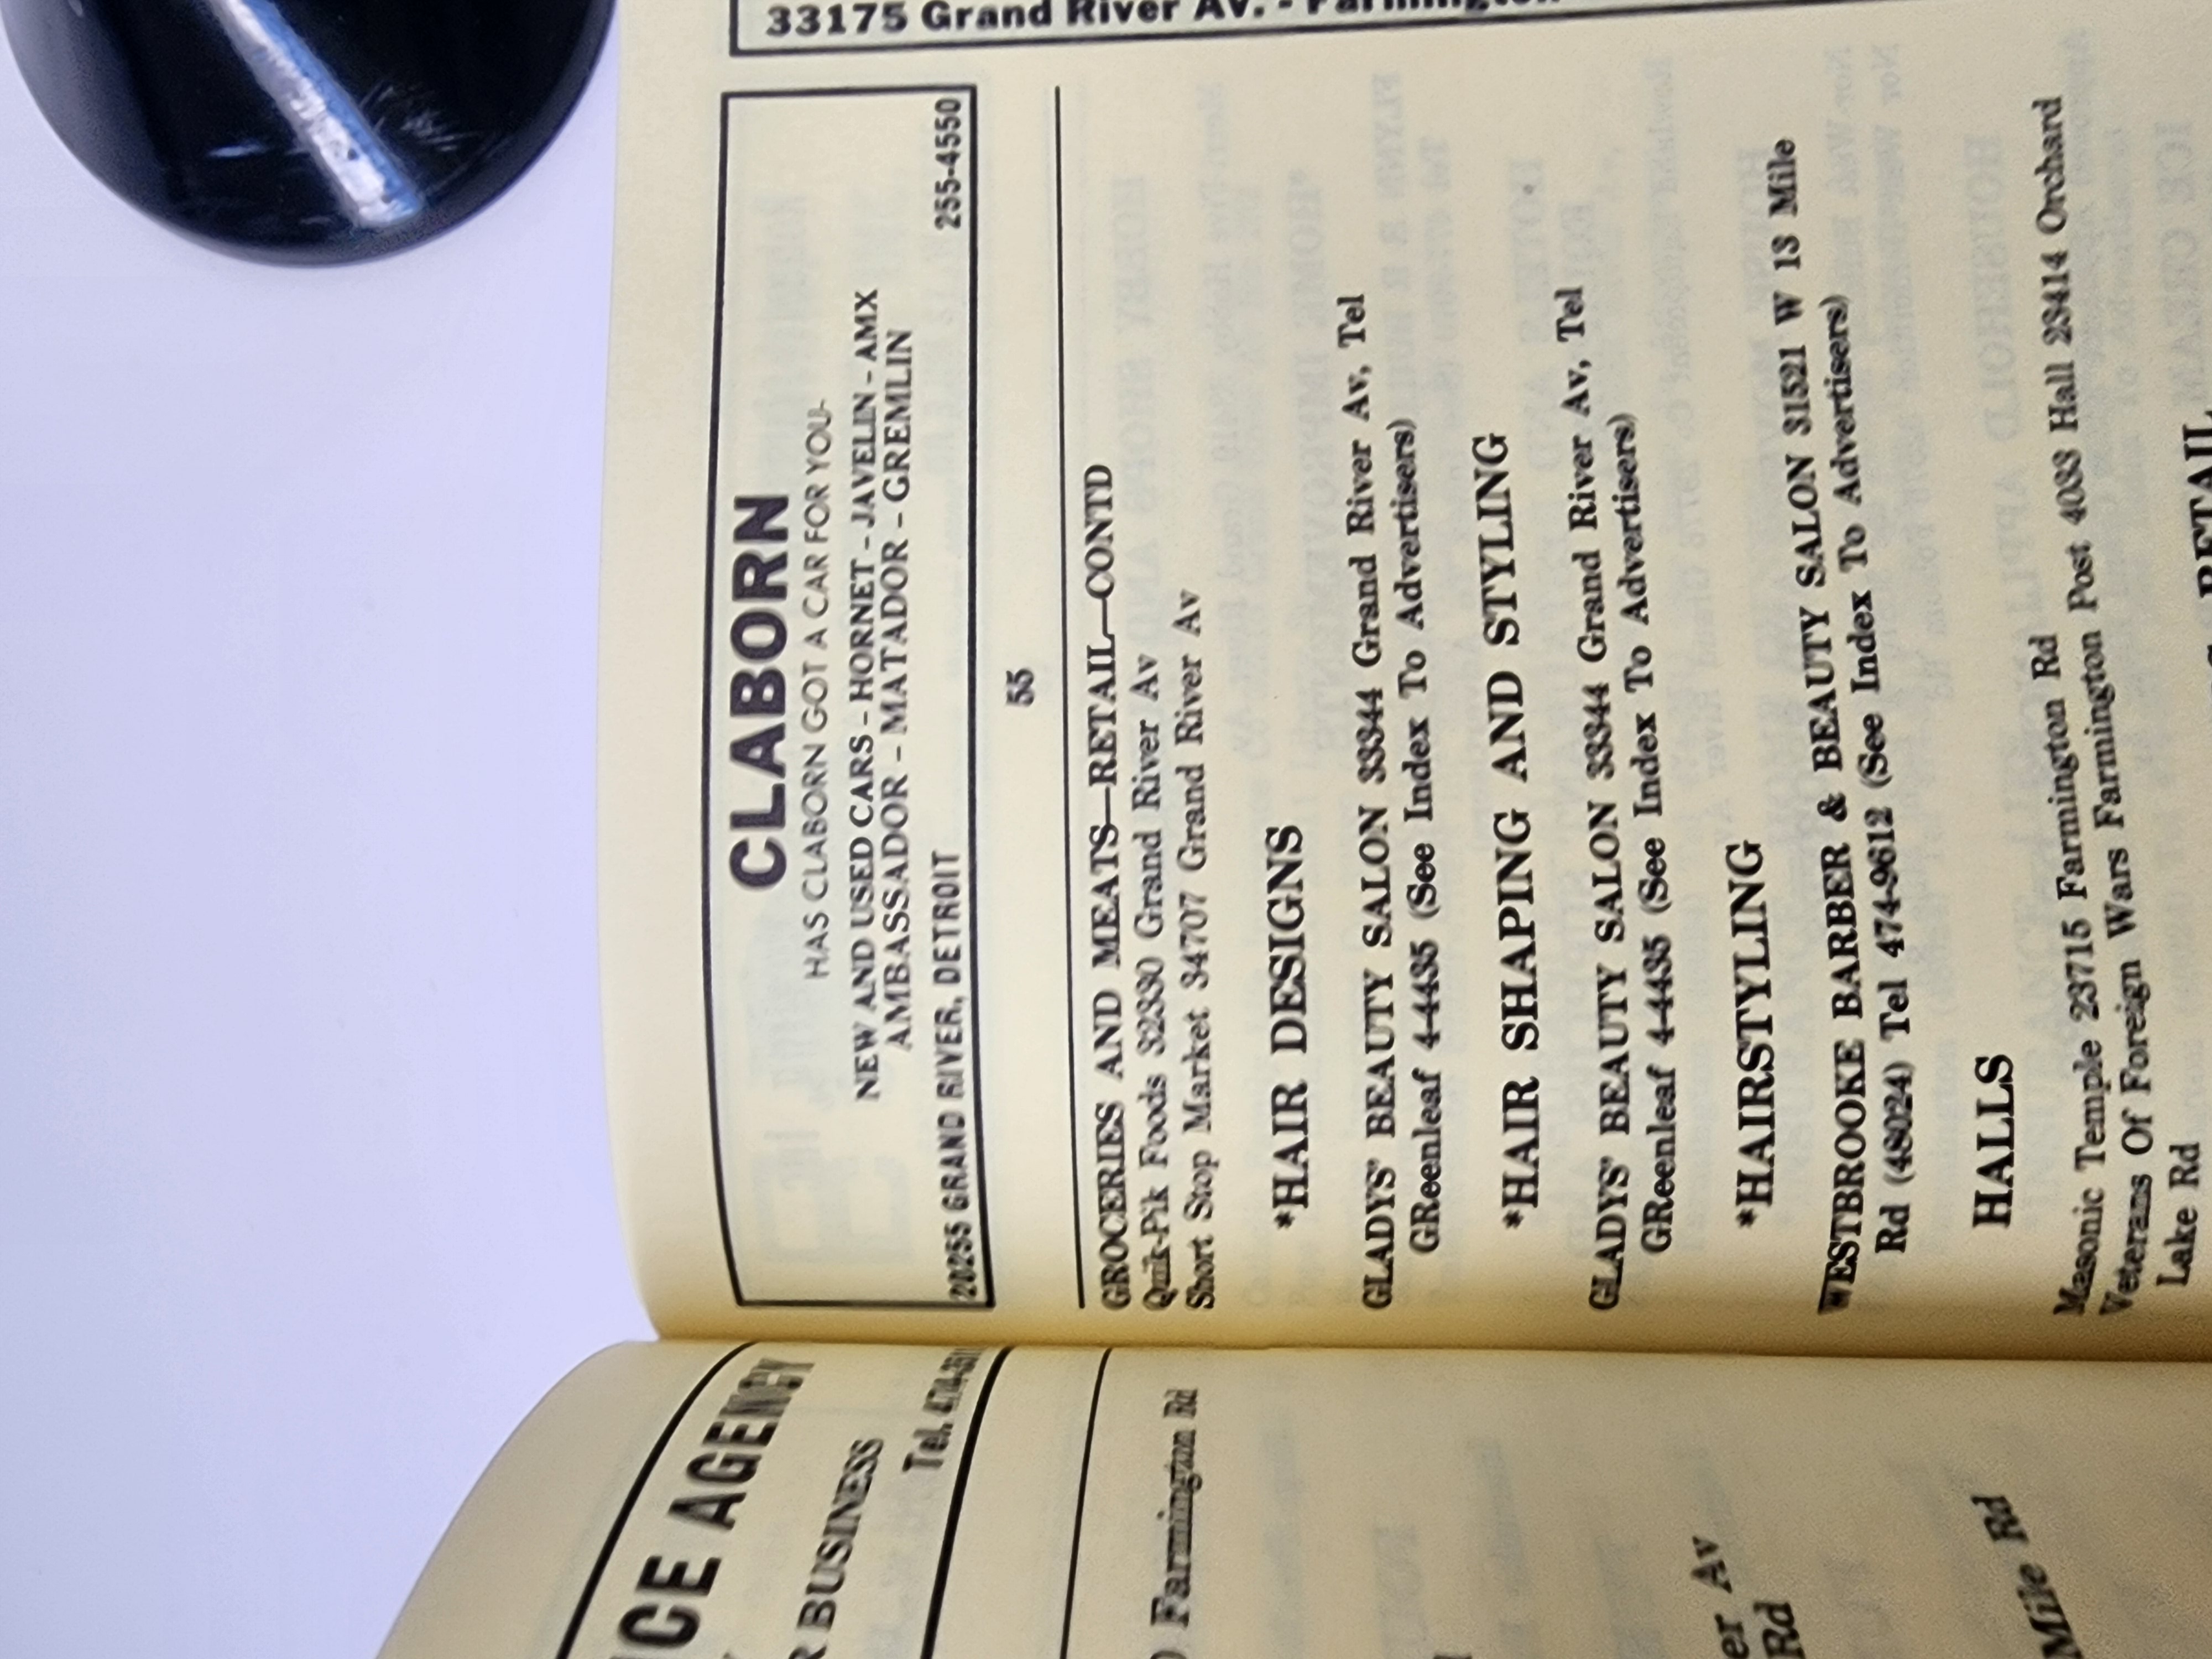 CLABORN
HAS CLABORN GOT A CAR FOR YOU-
NEW AND USED CARS - HORNET - JAVELIN - AMX
AMBASSADOR - MATADOR - GREMLIN
20255 GRAND RIVER, DETROIT 255-4550
55
GROCERIES AND MEATS—RETAIL—CONTD
Quik-Pik Foods 32330 Grand River Av
Short Stop Market 34707 Grand River Av
*HAIR DESIGNS
GLADYS' BEAUTY SALON 33344 Grand River Av, Tel
GReenleaf 4-4435 (See Index To Advertisers)
*HAIR SHAPING AND STYLING
GLADYS' BEAUTY SALON 33344 Grand River Av, Tel
GReenleaf 4-4435 (See Index To Advertisers)
*HAIRSTYLING
WESTBROOKE BARBER & BEAUTY SALON 31521 W 13 Mile
Rd (48024) Tel 474-9612 (See Index To Advertisers)
HALLS
Masonic Temple 23715 Farmington Rd
Veterans Of Foreign Wars Farmington Post 4033 Hall 23414 Orchard
Lake Rd
RETAIL
33175 Grand River Av. - Farmington
AGENCY
BUSINESS
Tel.
Farmington Rd
Av
Rd
Mile Rd